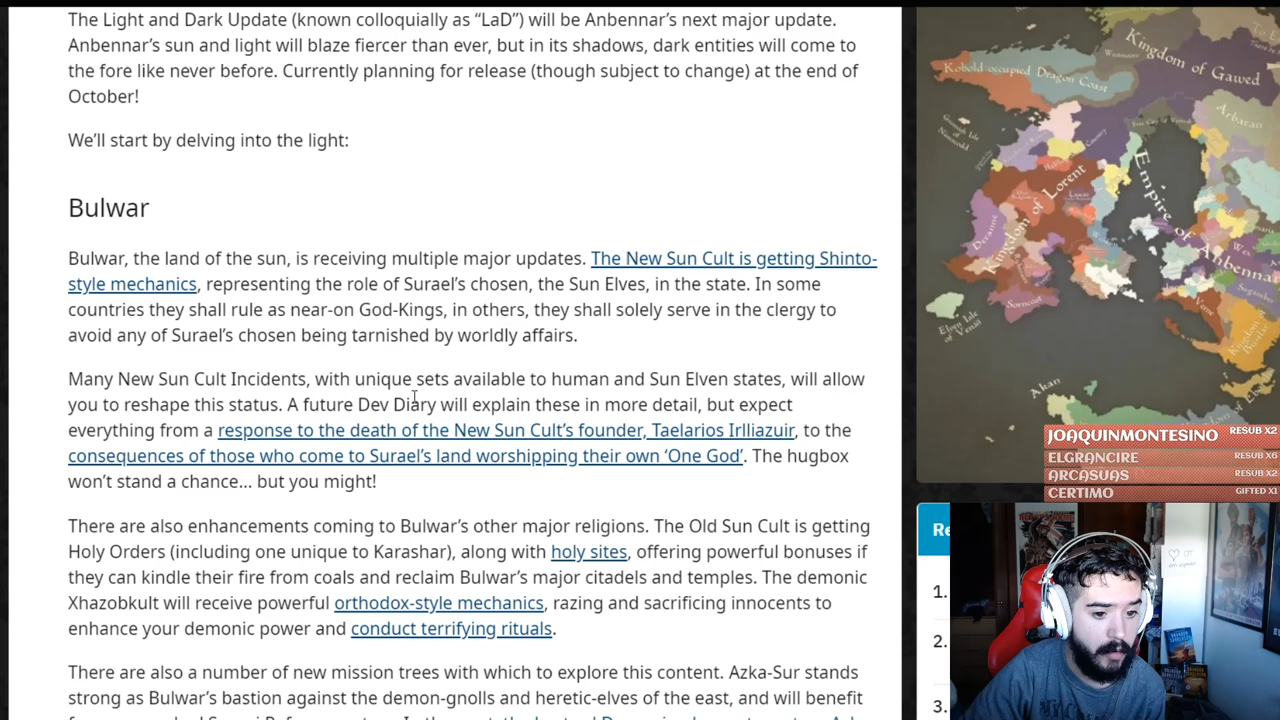 The Light and Dark Update (known colloquially as “LaD”) will be Anbennar’s next major update.
Anbennar’s sun and light will blaze fiercer than ever, but in its shadows, dark entities will come to
the fore like never before. Currently planning for release (though subject to change) at the end of
October!
We’ll start by delving into the light:
Bulwar
Bulwar, the land of the sun, is receiving multiple major updates. The New Sun Cult is getting Shinto-
style mechanics, representing the role of Surael’s chosen, the Sun Elves, in the state. In some
countries they shall rule as near-on God-Kings, in others, they shall solely serve in the clergy to
avoid any of Surael’s chosen being tarnished by worldly affairs.
Many New Sun Cult Incidents, with unique sets available to human and Sun Elven states, will allow
you to reshape this status. A future Dev Diary will explain these in more detail, but expect
everything from a response to the death of the New Sun Cult’s founder, Taelarios Irlliazuir, to the
consequences of those who come to Surael’s land worshipping their own ‘One God’. The hugbox
won’t stand a chance… but you might!
There are also enhancements coming to Bulwar’s other major religions. The Old Sun Cult is getting
Holy Orders (including one unique to Karashar), along with holy sites, offering powerful bonuses if
they can kindle their fire from coals and reclaim Bulwar’s major citadels and temples. The demonic
Xhazobkult will receive powerful orthodox-style mechanics, razing and sacrificing innocents to
enhance your demonic power and conduct terrifying rituals.
There are also a number of new mission trees with which to explore this content. Azka-Sur stands
strong as Bulwar’s bastion against the demon-gnolls and heretic-elves of the east, and will benefit
Kobold-occupied Dragon Coast
Kingdom of Gawed
Arbaran
Kingdom of Lorent
Empire of Anbennar
Deranne
Sorncost
Elven Isle of Venail
Verne
Kingdom
Akan
JOAQUINMONTESINO RESUB X2
ELGRANCIRE RESUB X6
ARCASUAS RESUB X2
CERTIMO GIFTED X1
Re
1.
2.
3.